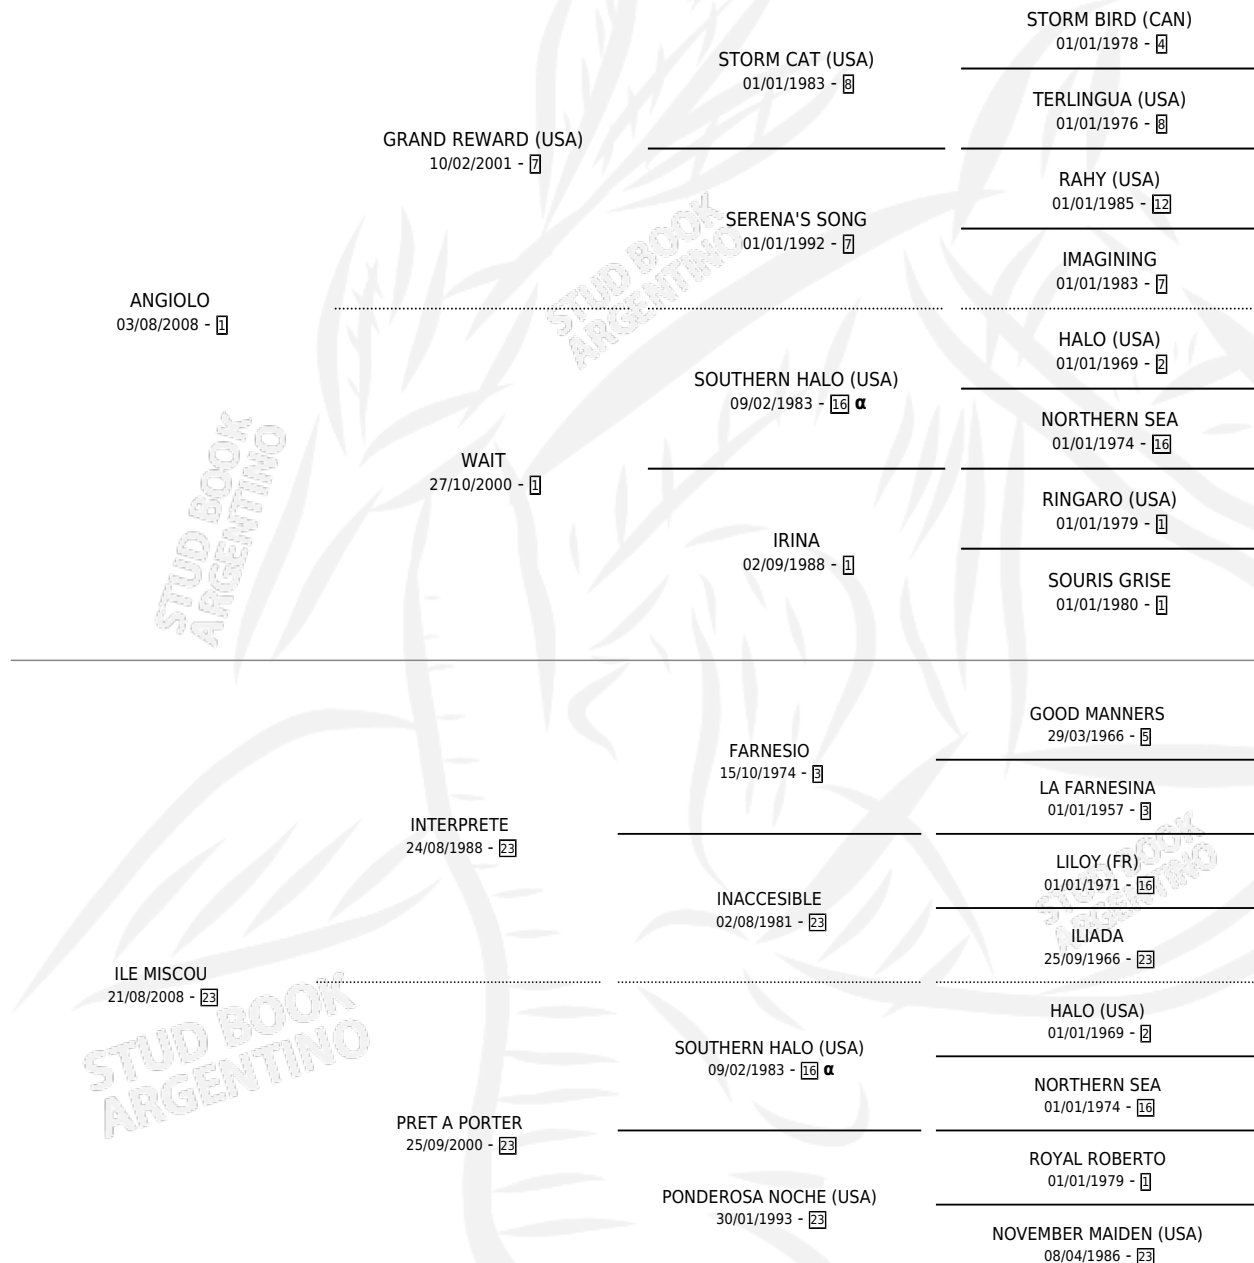 STORM BIRD (CAN)
01/01/1978 - 4
STORM CAT (USA)
01/01/1983 - 8
TERLINGUA (USA)
01/01/1976 - 8
GRAND REWARD (USA)
10/02/2001 - 7
RAHY (USA)
01/01/1985 - 12
SERENA'S SONG
01/01/1992 - 7
IMAGINING
01/01/1983 - 7
ANGIOLO
03/08/2008 - 1
HALO (USA)
01/01/1969 - 2
SOUTHERN HALO (USA)
09/02/1983 - 16 α
NORTHERN SEA
01/01/1974 - 16
WAIT
27/10/2000 - 1
RINGARO (USA)
01/01/1979 - 1
IRINA
02/09/1988 - 1
SOURIS GRISE
01/01/1980 - 1
STUD BOOK
ARGENTINO
STUD BOOK
ARGENTINO
GOOD MANNERS
29/03/1966 - 5
FARNESIO
15/10/1974 - 3
LA FARNESINA
01/01/1957 - 3
INTERPRETE
24/08/1988 - 23
LILOY (FR)
01/01/1971 - 16
INACCESIBLE
02/08/1981 - 23
ILIADA
25/09/1966 - 23
ILE MISCOU
21/08/2008 - 23
HALO (USA)
01/01/1969 - 2
SOUTHERN HALO (USA)
09/02/1983 - 16 α
NORTHERN SEA
01/01/1974 - 16
PRET A PORTER
25/09/2000 - 23
ROYAL ROBERTO
01/01/1979 - 1
PONDEROSA NOCHE (USA)
30/01/1993 - 23
NOVEMBER MAIDEN (USA)
08/04/1986 - 23
STUD BOOK
ARGENTINO
STUD BOOK
ARGENTINO